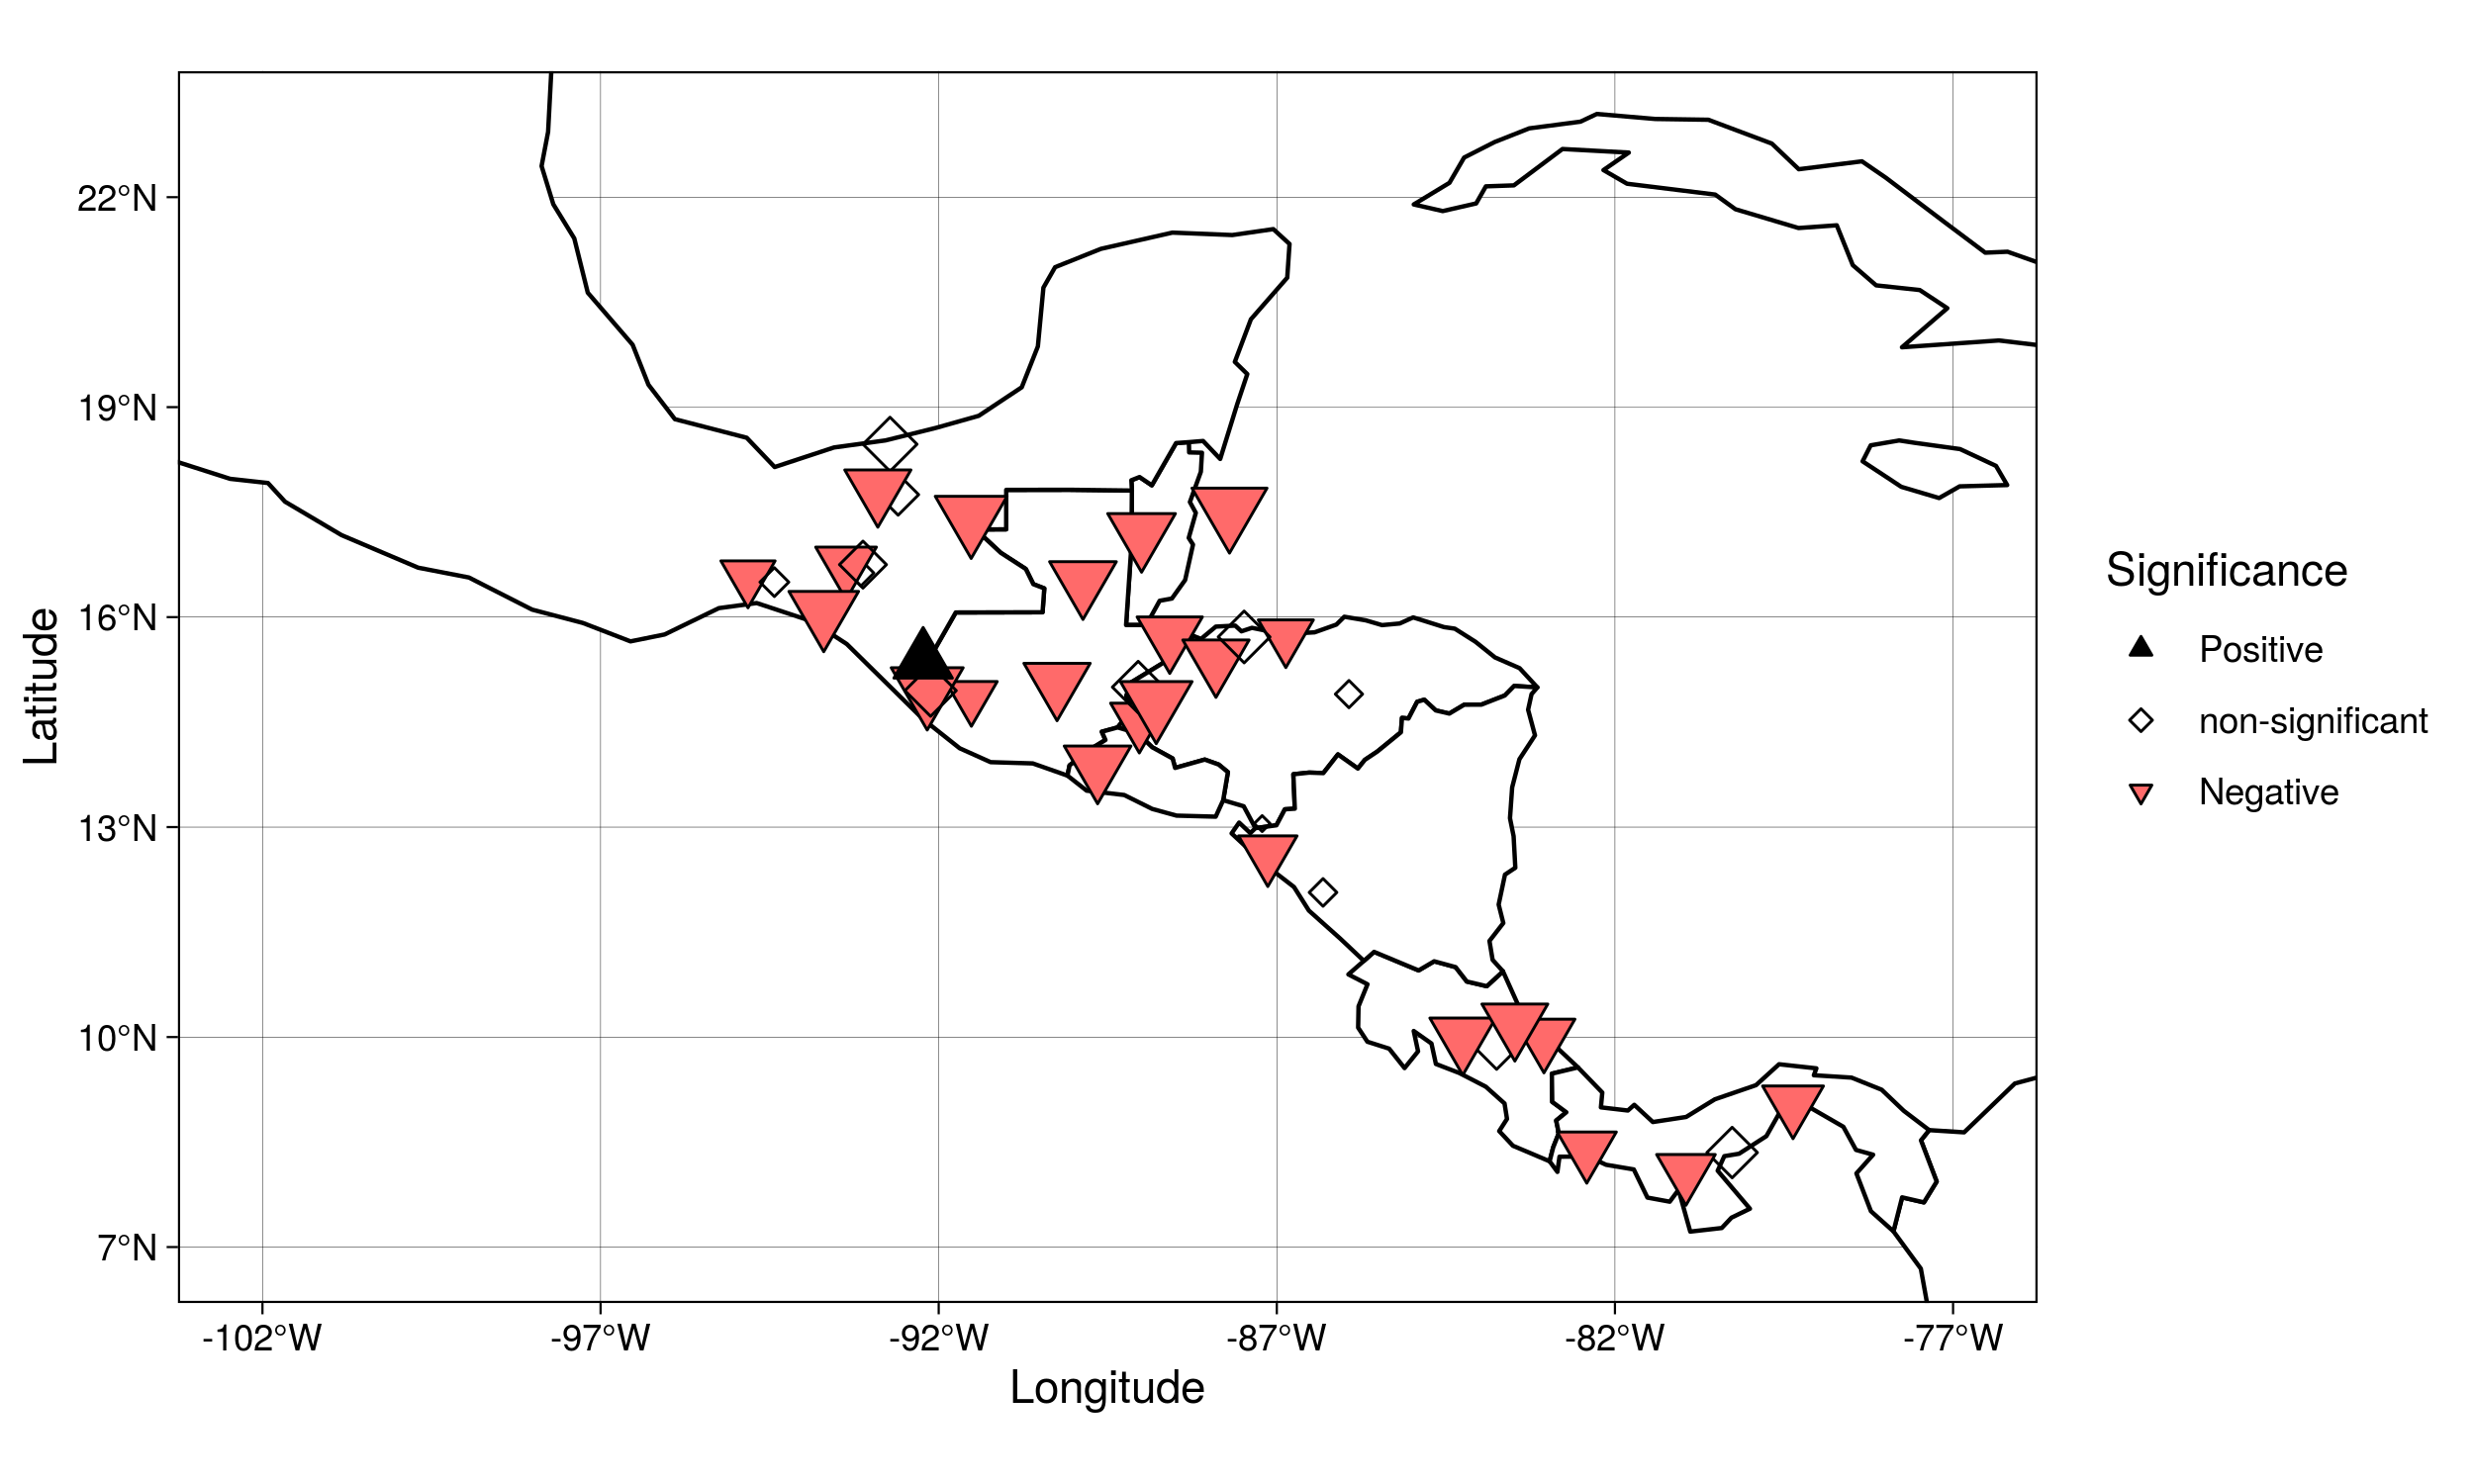 22°N
19°N
16°N
13°N
10°N
7°N
Latitude
-102°W
-97°W
-92°W
-87°W
-82°W
-77°W
Longitude
Significance
Positive
non-significant
Negative